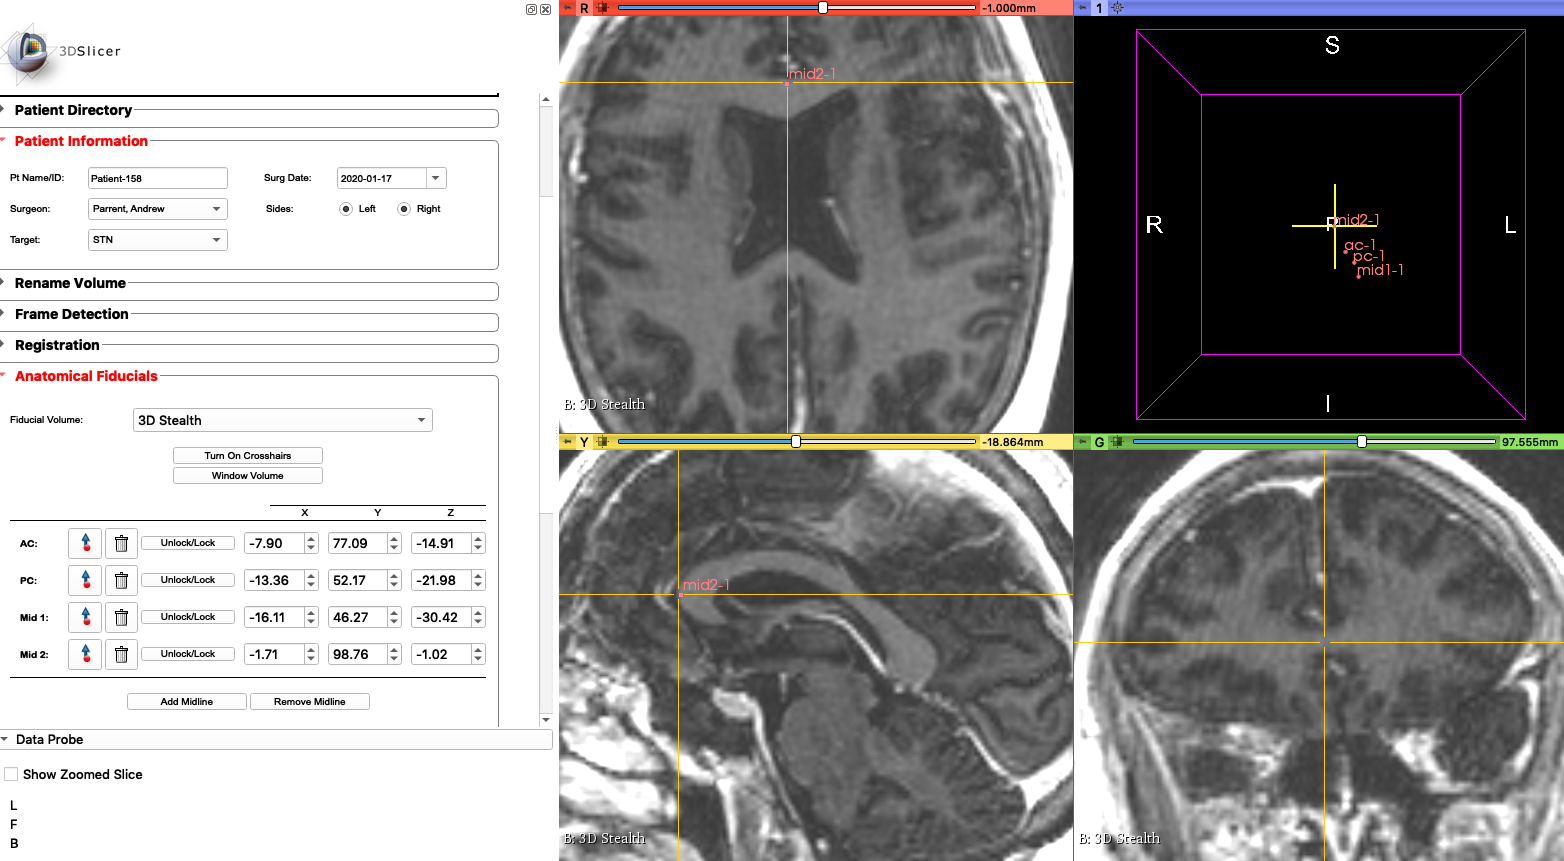 3DSlicer
Patient Directory
Patient Information
Pt Name/ID: Patient-158 Surg Date: 2020-01-17
Surgeon: Parrent, Andrew Sides: Left Right
Target: STN
Rename Volume
Frame Detection
Registration
Anatomical Fiducials
Fiducial Volume: 3D Stealth
Turn On Crosshairs
Window Volume
X Y Z
AC: Unlock/Lock -7.90 77.09 -14.91
PC: Unlock/Lock -13.36 52.17 -21.98
Mid 1: Unlock/Lock -16.11 46.27 -30.42
Mid 2: Unlock/Lock -1.71 98.76 -1.02
Add Midline Remove Midline
Data Probe
Show Zoomed Slice
L
F
B
R -1.000mm
mid2-1
B: 3D Stealth
1
S
R
P
mid2-1
L
ac-1
pc-1
mid1-1
I
Y -18.864mm
mid2-1
B: 3D Stealth
G 97.555mm
B: 3D Stealth